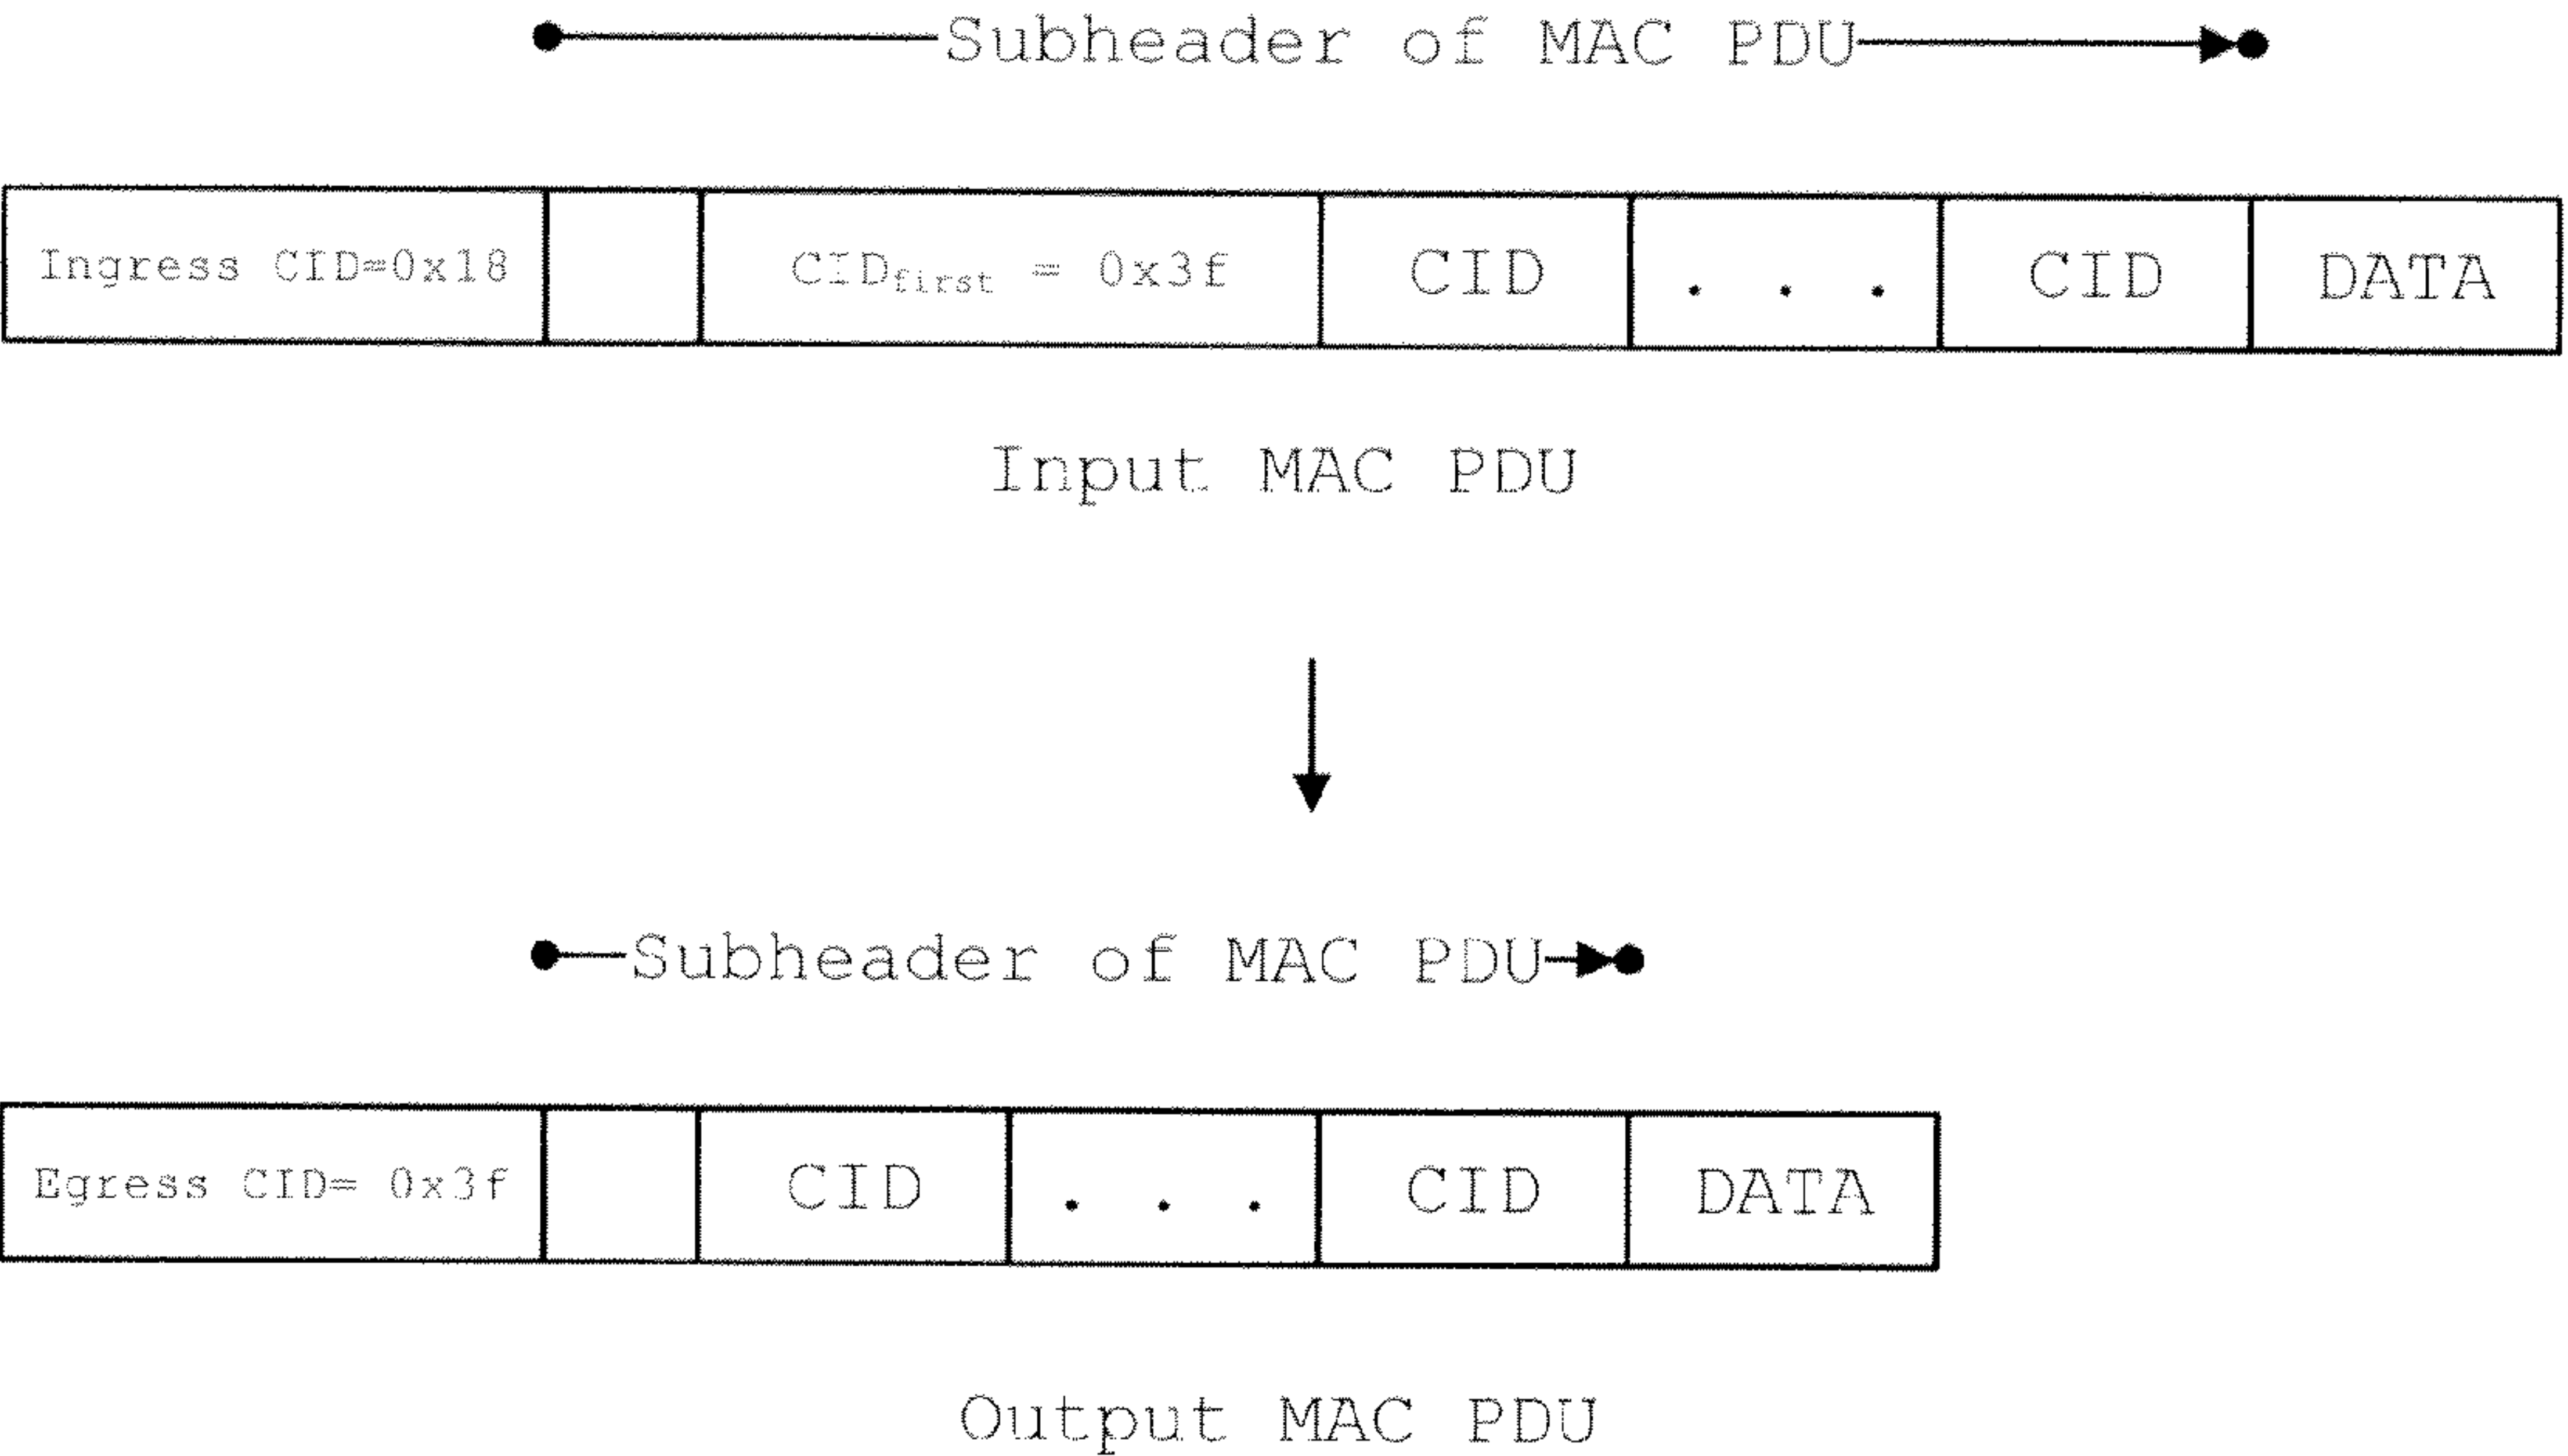 Subheader of MAC PDU
Ingress CID=0x18 CIDfirst = 0x3f CID . . . CID DATA
Input MAC PDU
Subheader of MAC PDU
Egress CID= 0x3f CID . . . CID DATA
Output MAC PDU